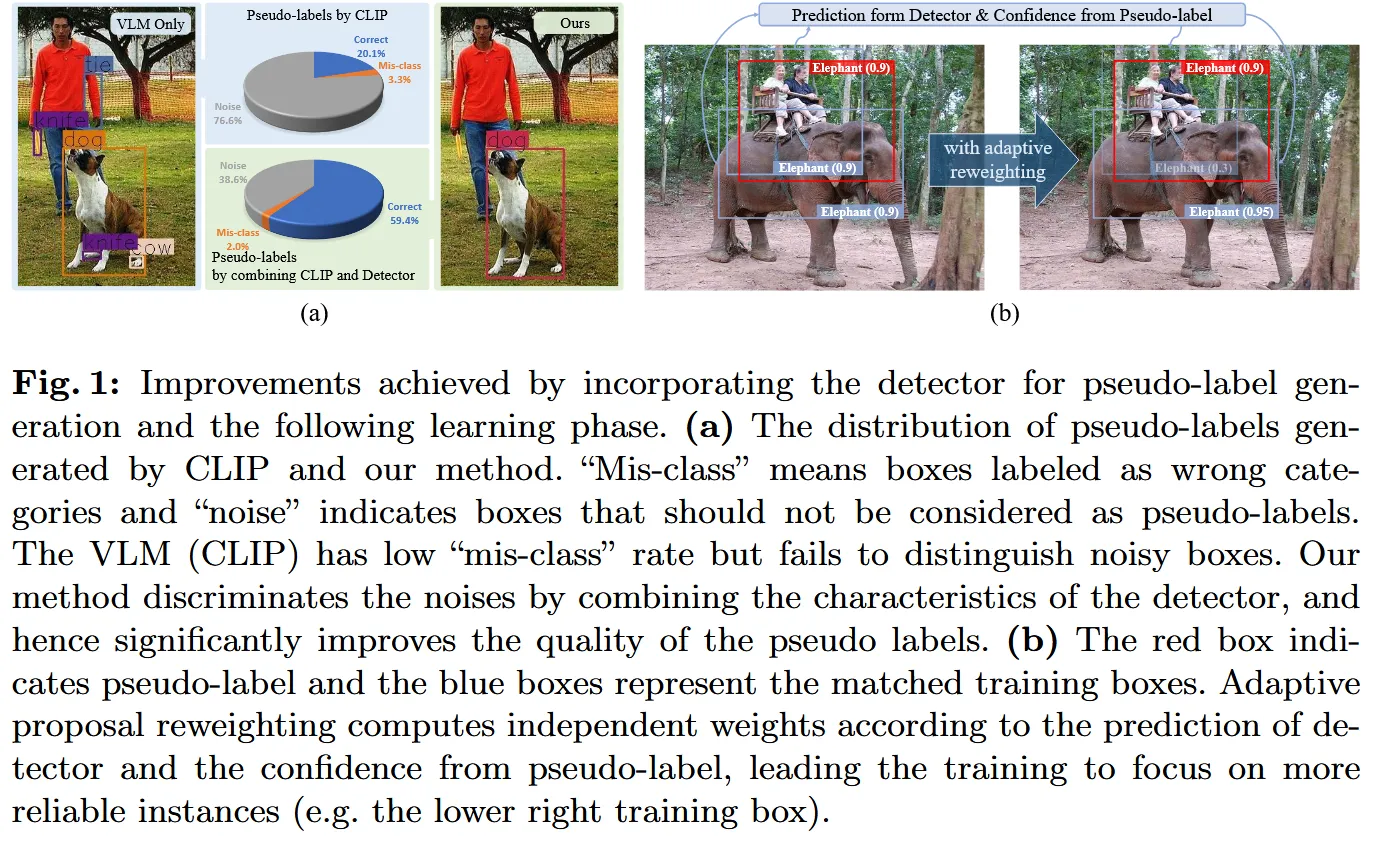 VLM Only
tie
knife
dog
knife
cow
Pseudo-labels by CLIP
Correct
20.1%
Mis-class
3.3%
Noise
76.6%
Noise
38.6%
Correct
59.4%
Mis-class
2.0%
Pseudo-labels
by combining CLIP and Detector
Ours
dog
(a)
Prediction form Detector & Confidence from Pseudo-label
Elephant (0.9)
Elephant (0.9)
Elephant (0.9)
with adaptive
reweighting
Elephant (0.9)
Elephant (0.3)
Elephant (0.95)
(b)
Fig. 1: Improvements achieved by incorporating the detector for pseudo-label gen-
eration and the following learning phase. (a) The distribution of pseudo-labels gen-
erated by CLIP and our method. “Mis-class” means boxes labeled as wrong cate-
gories and “noise” indicates boxes that should not be considered as pseudo-labels.
The VLM (CLIP) has low “mis-class” rate but fails to distinguish noisy boxes. Our
method discriminates the noises by combining the characteristics of the detector, and
hence significantly improves the quality of the pseudo labels. (b) The red box indi-
cates pseudo-label and the blue boxes represent the matched training boxes. Adaptive
proposal reweighting computes independent weights according to the prediction of de-
tector and the confidence from pseudo-label, leading the training to focus on more
reliable instances (e.g. the lower right training box).